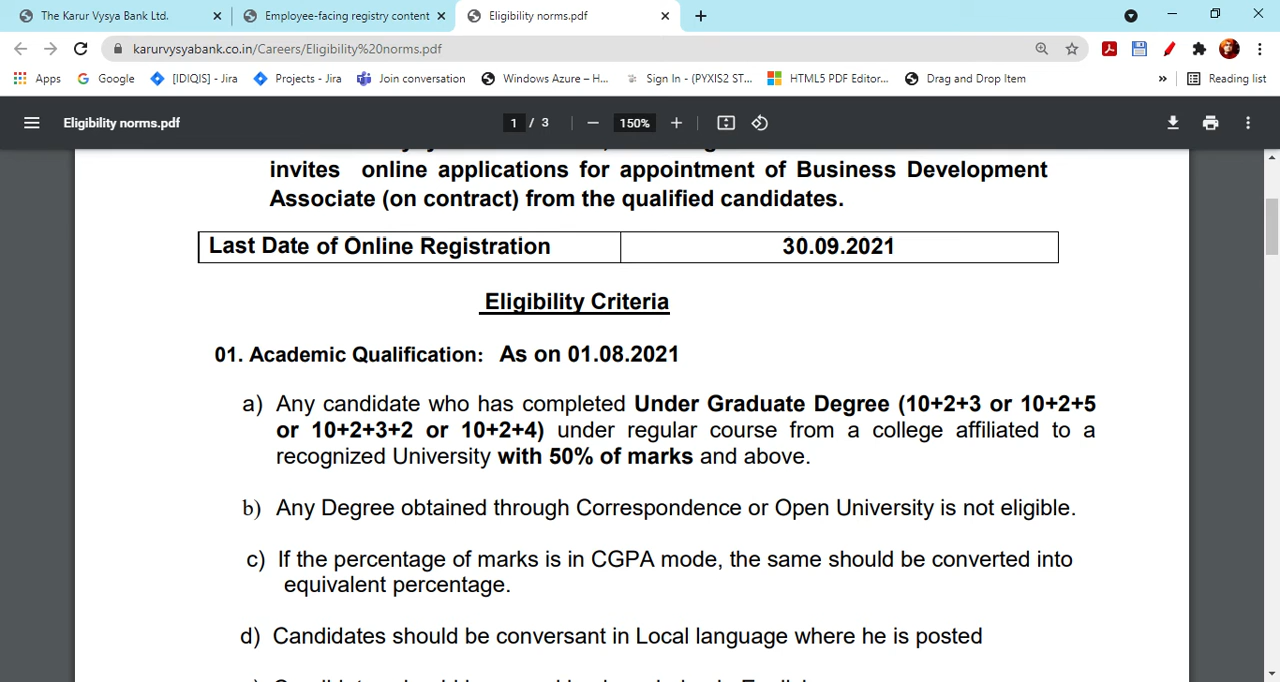 The Karur Vysya Bank Ltd.
Employee-facing registry content
Eligibility norms.pdf
karurvysyabank.co.in/Careers/Eligibility%20norms.pdf
Apps
Google
[IDIQIS] - Jira
Projects - Jira
Join conversation
Windows Azure – H...
Sign In - (PYXIS2 ST...
HTML5 PDF Editor...
Drag and Drop Item
»
Reading list
Eligibility norms.pdf
1 / 3
150%
invites online applications for appointment of Business Development
Associate (on contract) from the qualified candidates.
Last Date of Online Registration 30.09.2021
Eligibility Criteria
01. Academic Qualification: As on 01.08.2021
a) Any candidate who has completed Under Graduate Degree (10+2+3 or 10+2+5
or 10+2+3+2 or 10+2+4) under regular course from a college affiliated to a
recognized University with 50% of marks and above.
b) Any Degree obtained through Correspondence or Open University is not eligible.
c) If the percentage of marks is in CGPA mode, the same should be converted into
equivalent percentage.
d) Candidates should be conversant in Local language where he is posted